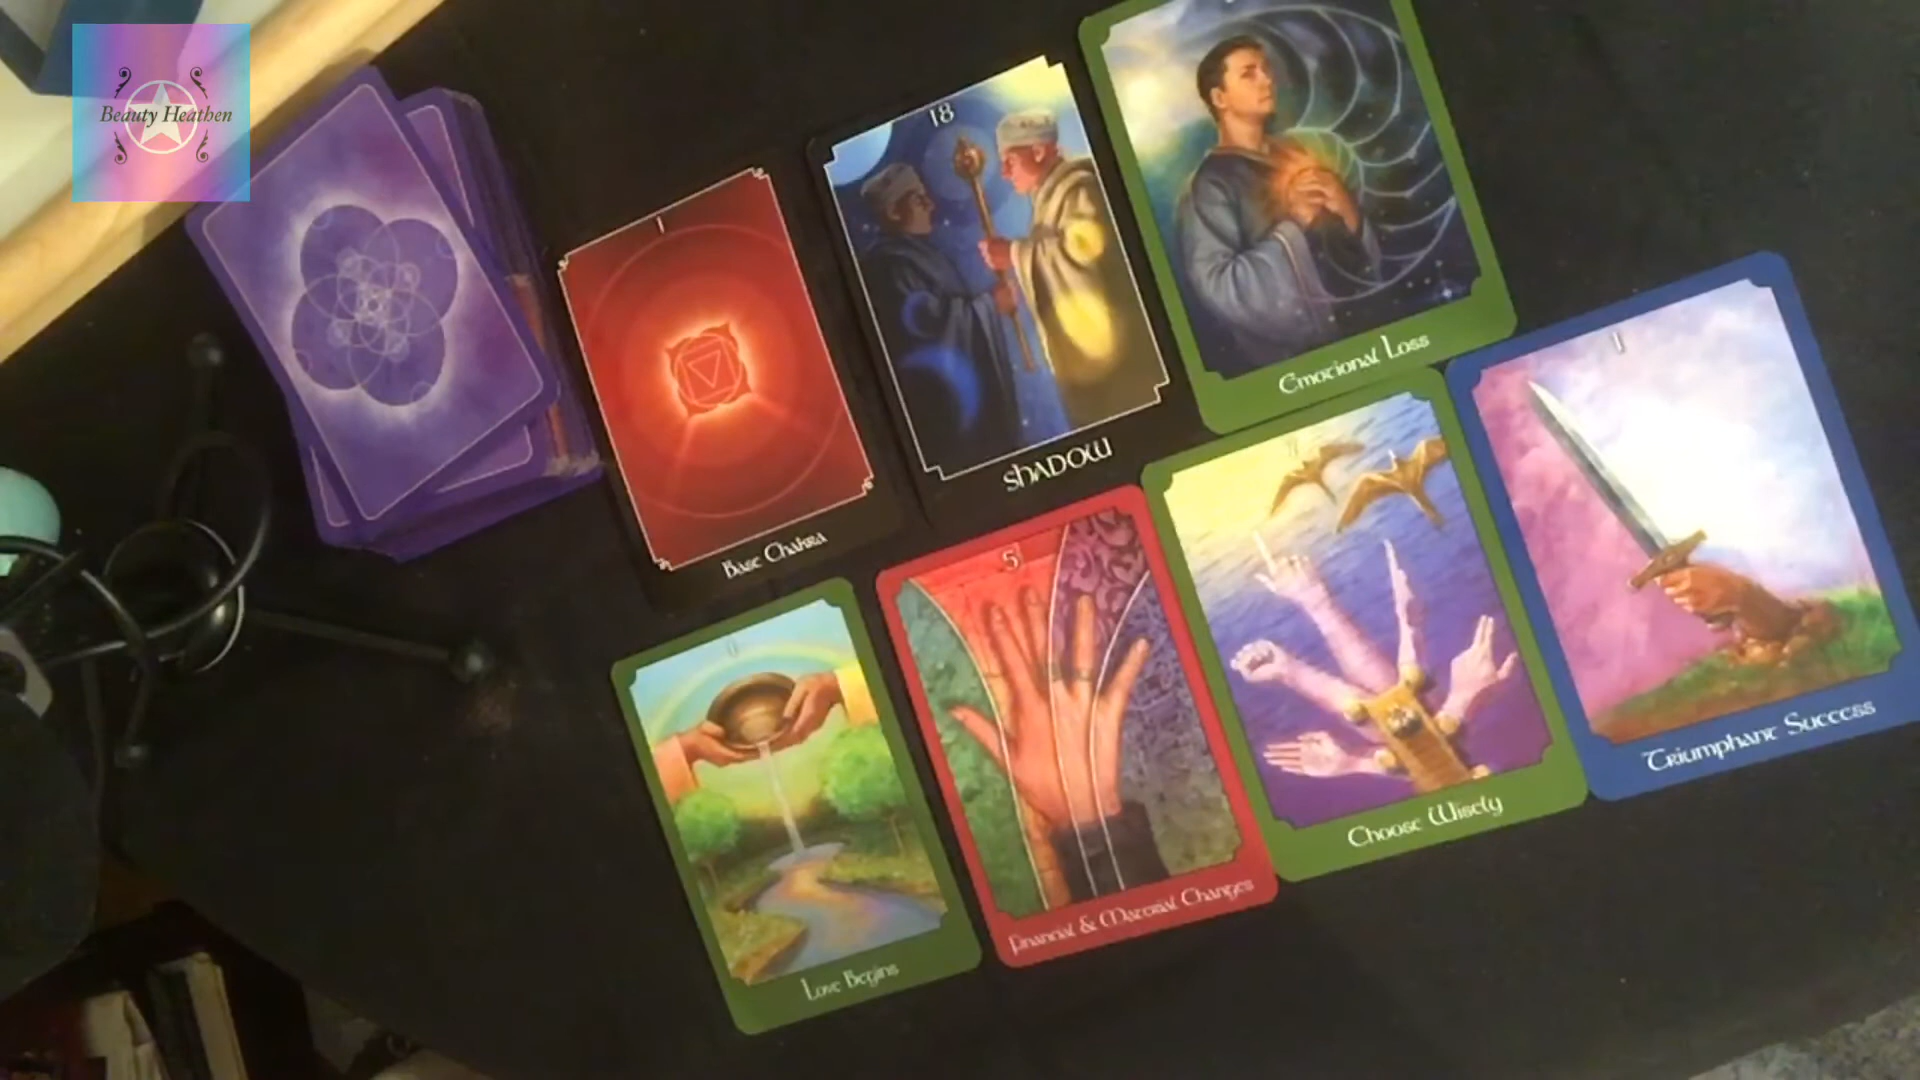 Beauty Heathen
1
Base Chakra
18
SHADOW
Emotional Loss
Love Begins
5
Financial & Material Changes
Choose Wisely
1
Triumphant Success